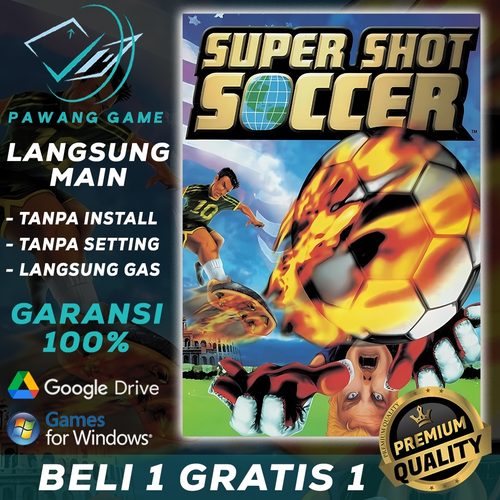 PAWANG GAME
LANGSUNG
MAIN
- TANPA INSTALL
- TANPA SETTING
- LANGSUNG GAS
GARANSI
100%
Google Drive
Games
for Windows®
SUPER SHOT
SOCCER™
10
PREMIUM
QUALITY
BELI 1 GRATIS 1